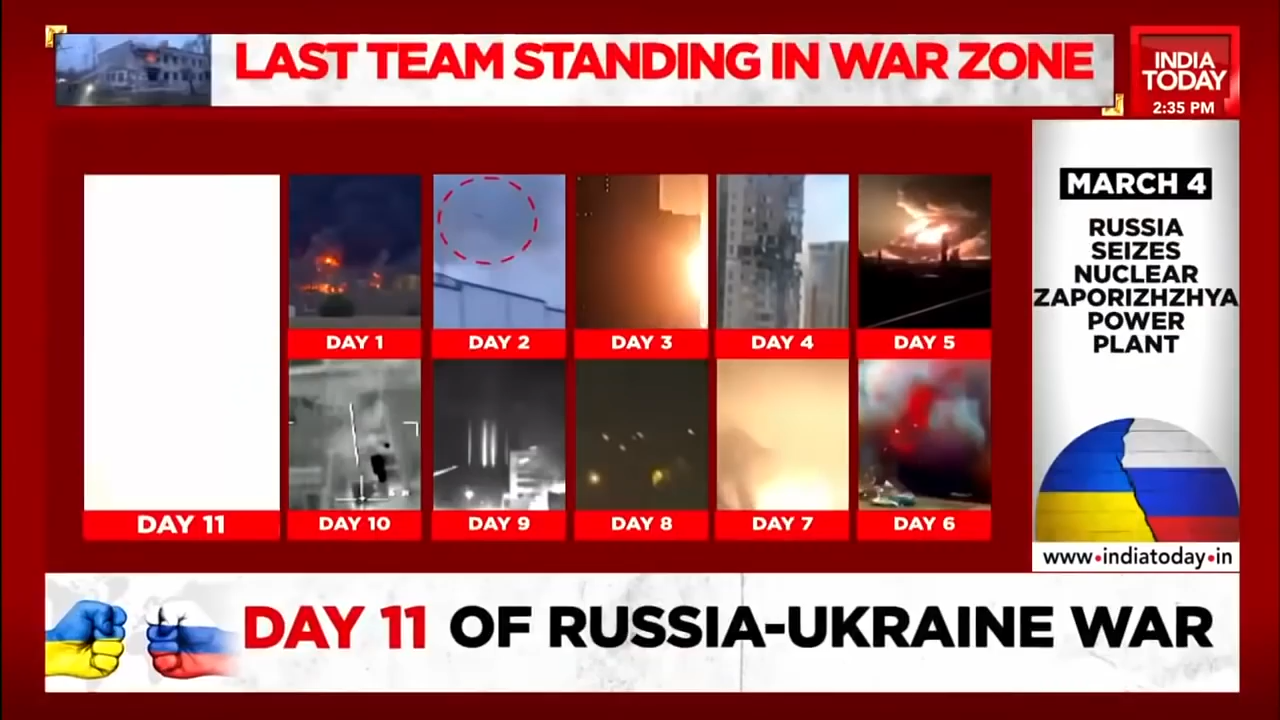 LAST TEAM STANDING IN WAR ZONE
INDIA
TODAY
2:35 PM
MARCH 4
RUSSIA
SEIZES
NUCLEAR
ZAPORIZHZHYA
POWER
PLANT
www•indiatoday•in
DAY 1
DAY 2
DAY 3
DAY 4
DAY 5
DAY 11
DAY 10
DAY 9
DAY 8
DAY 7
DAY 6
DAY 11 OF RUSSIA-UKRAINE WAR